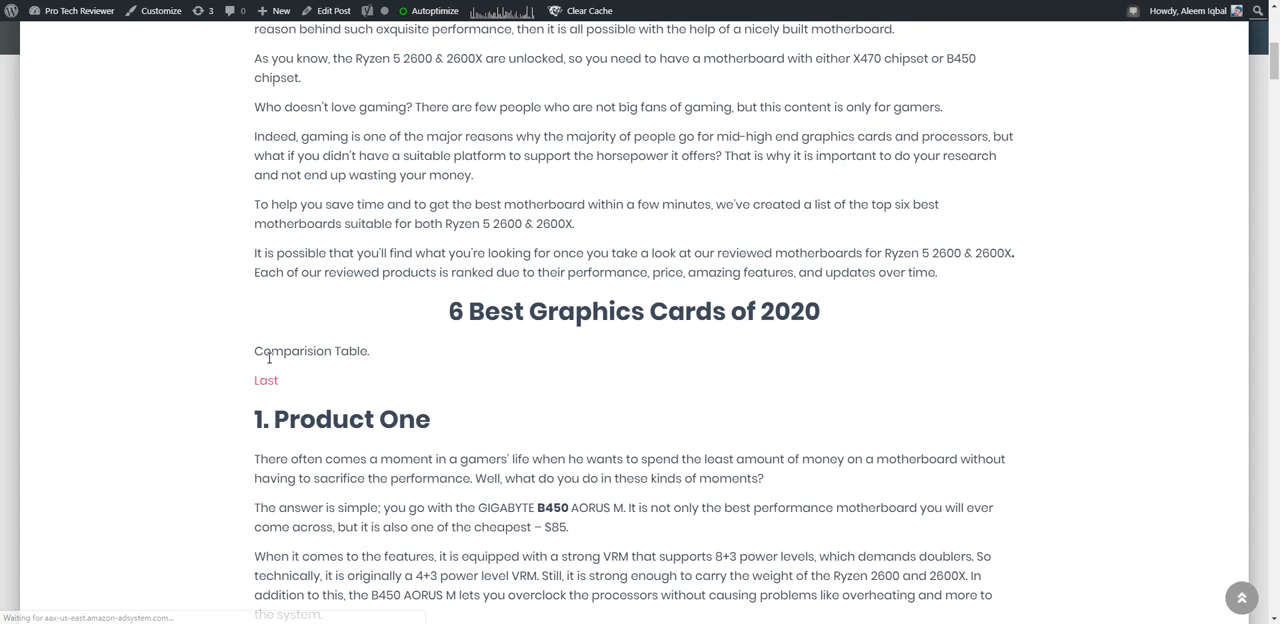 Pro Tech Reviewer Customize 3 0 New Edit Post Autoptimize Clear Cache Howdy, Aleem Iqbal
reason behind such exquisite performance, then it is all possible with the help of a nicely built motherboard.
As you know, the Ryzen 5 2600 & 2600X are unlocked, so you need to have a motherboard with either X470 chipset or B450
chipset.
Who doesn't love gaming? There are few people who are not big fans of gaming, but this content is only for gamers.
Indeed, gaming is one of the major reasons why the majority of people go for mid-high end graphics cards and processors, but
what if you didn't have a suitable platform to support the horsepower it offers? That is why it is important to do your research
and not end up wasting your money.
To help you save time and to get the best motherboard within a few minutes, we've created a list of the top six best
motherboards suitable for both Ryzen 5 2600 & 2600X.
It is possible that you'll find what you're looking for once you take a look at our reviewed motherboards for Ryzen 5 2600 & 2600X.
Each of our reviewed products is ranked due to their performance, price, amazing features, and updates over time.
6 Best Graphics Cards of 2020
Comparision Table.
Last
1. Product One
There often comes a moment in a gamers' life when he wants to spend the least amount of money on a motherboard without
having to sacrifice the performance. Well, what do you do in these kinds of moments?
The answer is simple; you go with the GIGABYTE B450 AORUS M. It is not only the best performance motherboard you will ever
come across, but it is also one of the cheapest – $85.
When it comes to the features, it is equipped with a strong VRM that supports 8+3 power levels, which demands doublers. So
technically, it is originally a 4+3 power level VRM. Still, it is strong enough to carry the weight of the Ryzen 2600 and 2600X. In
addition to this, the B450 AORUS M lets you overclock the processors without causing problems like overheating and more to
the system.
Waiting for aax-us-east.amazon-adsystem.com...